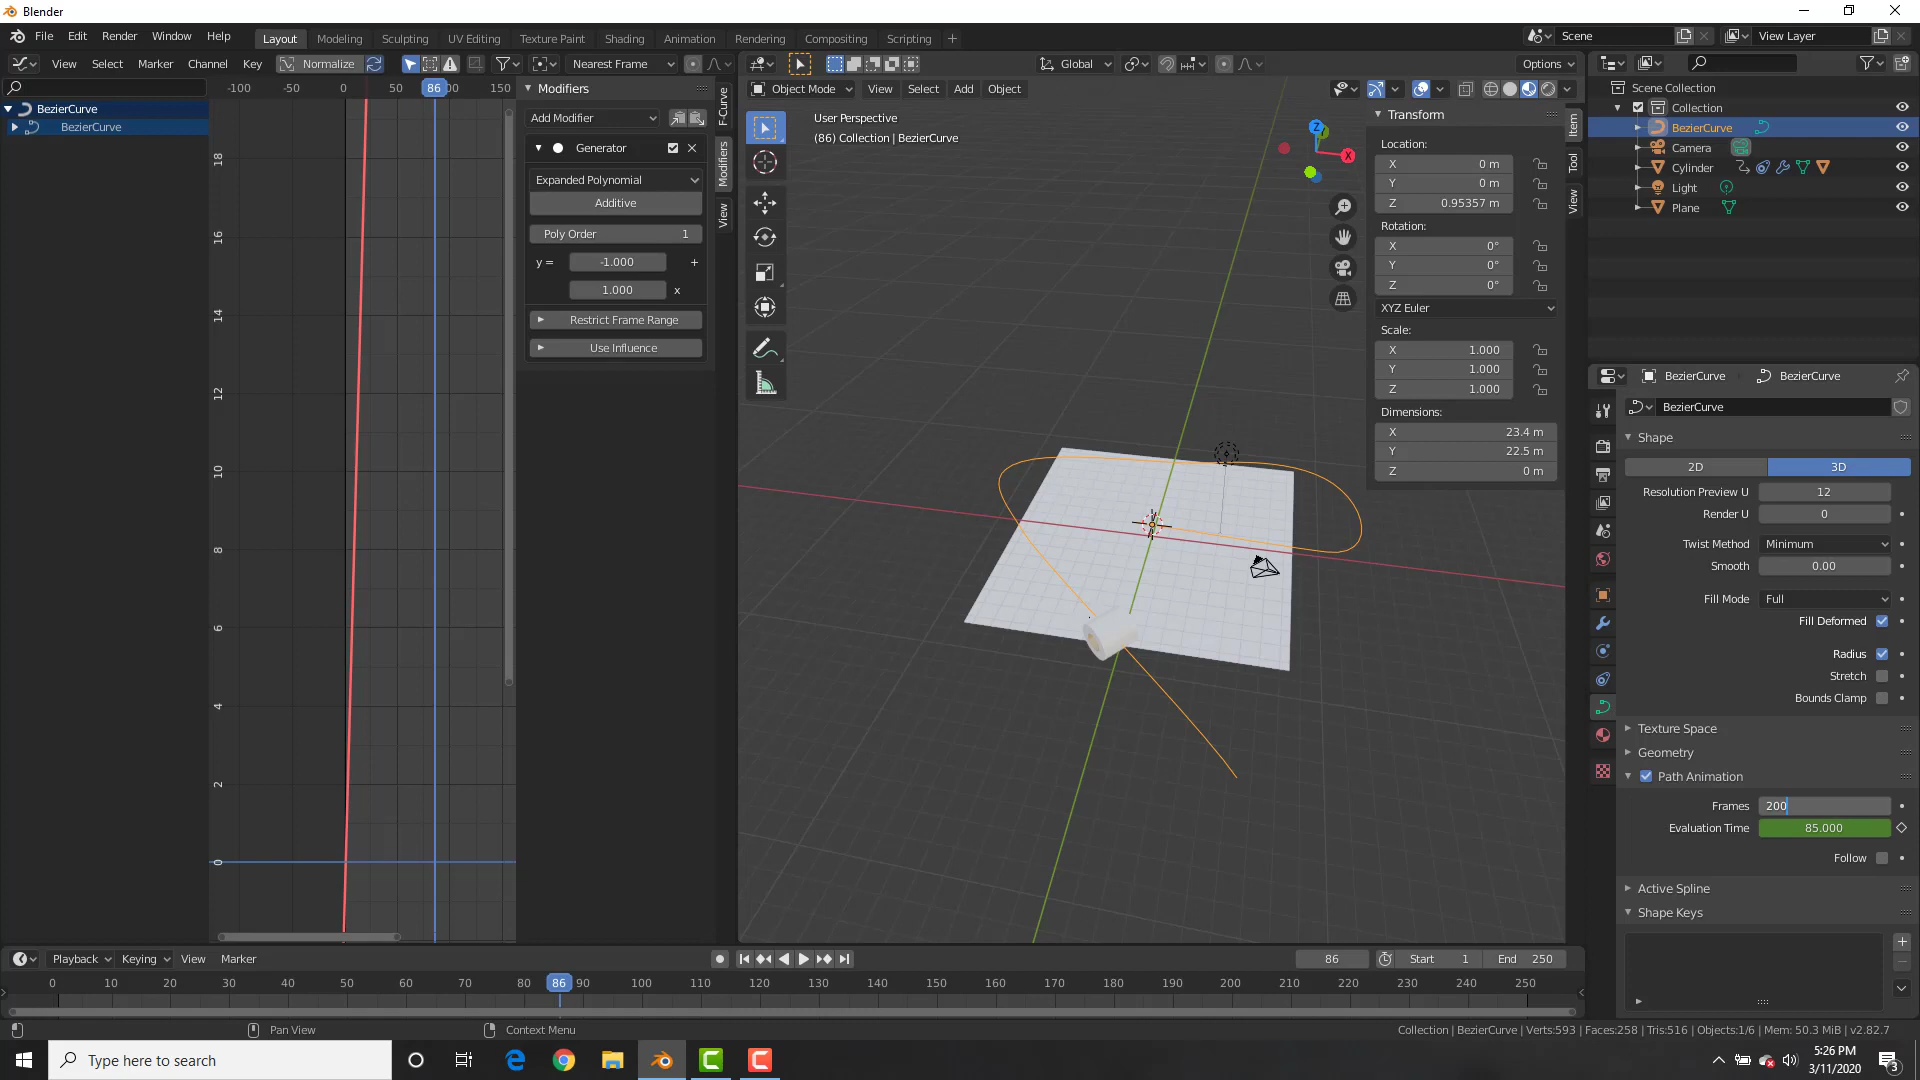 Blender
File Edit Render Window Help
Layout Modeling Sculpting UV Editing Texture Paint Shading Animation Rendering Compositing Scripting +
Scene
View Layer
View Select Marker Channel Key Normalize Nearest Frame
Global
Options
BezierCurve
BezierCurve
-100 -50 0 50 86 00 150
18
16
14
12
10
8
6
4
2
0
Modifiers
Add Modifier
Generator
Expanded Polynomial
Additive
Poly Order 1
y = -1.000 +
1.000 x
Restrict Frame Range
Use Influence
F-Curve
Modifiers
View
Object Mode View Select Add Object
User Perspective
(86) Collection | BezierCurve
Z
X
Transform
Location:
X 0 m
Y 0 m
Z 0.95357 m
Rotation:
X 0°
Y 0°
Z 0°
XYZ Euler
Scale:
X 1.000
Y 1.000
Z 1.000
Dimensions:
X 23.4 m
Y 22.5 m
Z 0 m
Item
Tool
View
Scene Collection
Collection
BezierCurve
Camera
Cylinder
Light
Plane
BezierCurve BezierCurve
BezierCurve
Shape
2D 3D
Resolution Preview U 12
Render U 0
Twist Method Minimum
Smooth 0.00
Fill Mode Full
Fill Deformed
Radius
Stretch
Bounds Clamp
Texture Space
Geometry
Path Animation
Frames 200
Evaluation Time 85.000
Follow
Active Spline
Shape Keys
Playback Keying View Marker
86 Start 1 End 250
0 10 20 30 40 50 60 70 80 86 90 100 110 120 130 140 150 160 170 180 190 200 210 220 230 240 250
Pan View
Context Menu
Collection | BezierCurve | Verts:593 | Faces:258 | Tris:516 | Objects:1/6 | Mem: 50.3 MiB | v2.82.7
Type here to search
5:26 PM
3/11/2020
3